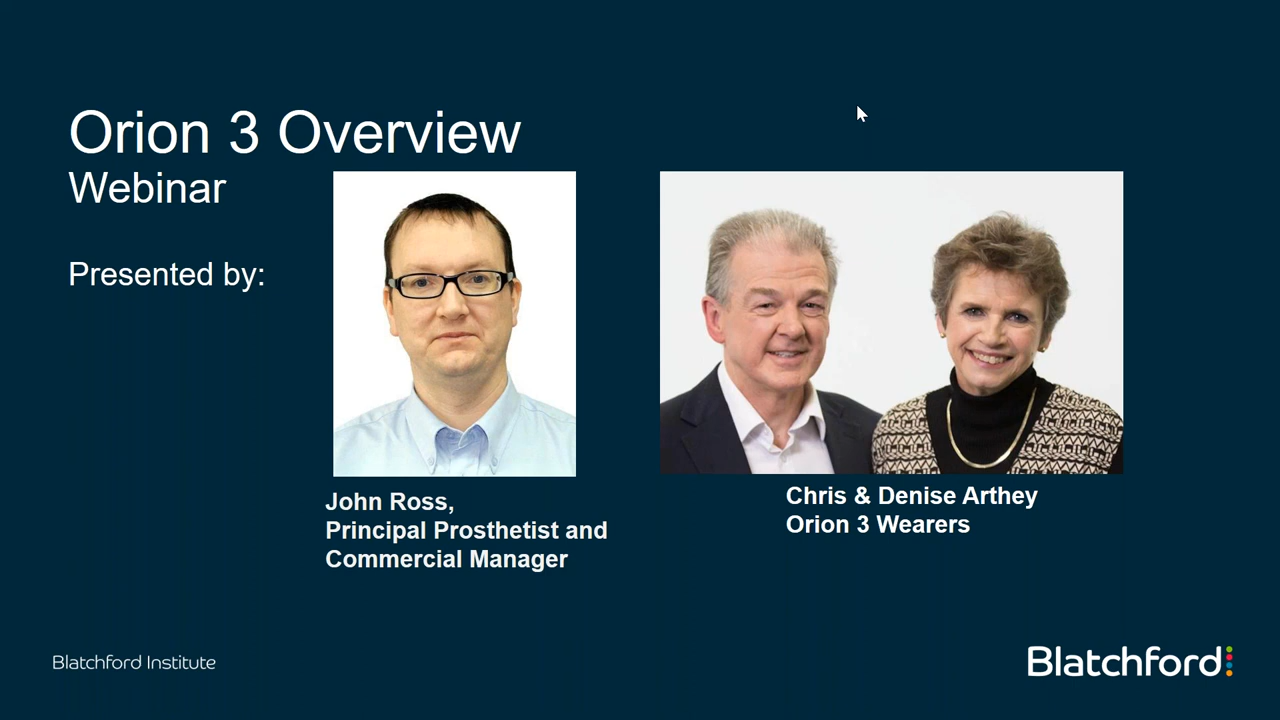 Orion 3 Overview
Webinar
Presented by:
John Ross,
Principal Prosthetist and
Commercial Manager
Chris & Denise Arthey
Orion 3 Wearers
Blatchford Institute
Blatchford